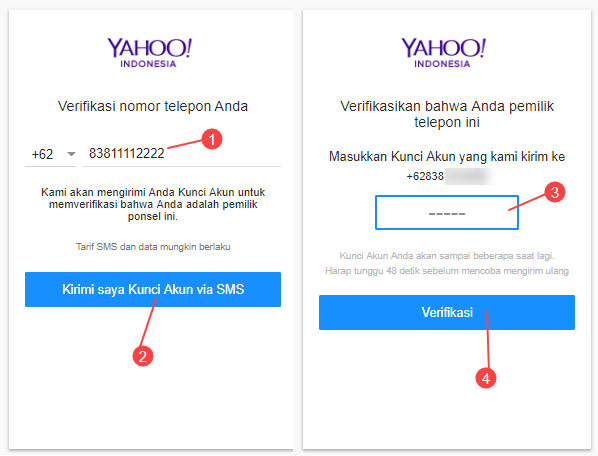 YAHOO!
INDONESIA
Verifikasi nomor telepon Anda
+62 83811112222
1
Kami akan mengirimi Anda Kunci Akun untuk
memverifikasi bahwa Anda adalah pemilik
ponsel ini.
Tarif SMS dan data mungkin berlaku
Kirimi saya Kunci Akun via SMS
2
YAHOO!
INDONESIA
Verifikasikan bahwa Anda pemilik
telepon ini
Masukkan Kunci Akun yang kami kirim ke
+62838
3
-----
Kunci Akun Anda akan sampai beberapa saat lagi.
Harap tunggu 48 detik sebelum mencoba mengirim ulang
Verifikasi
4